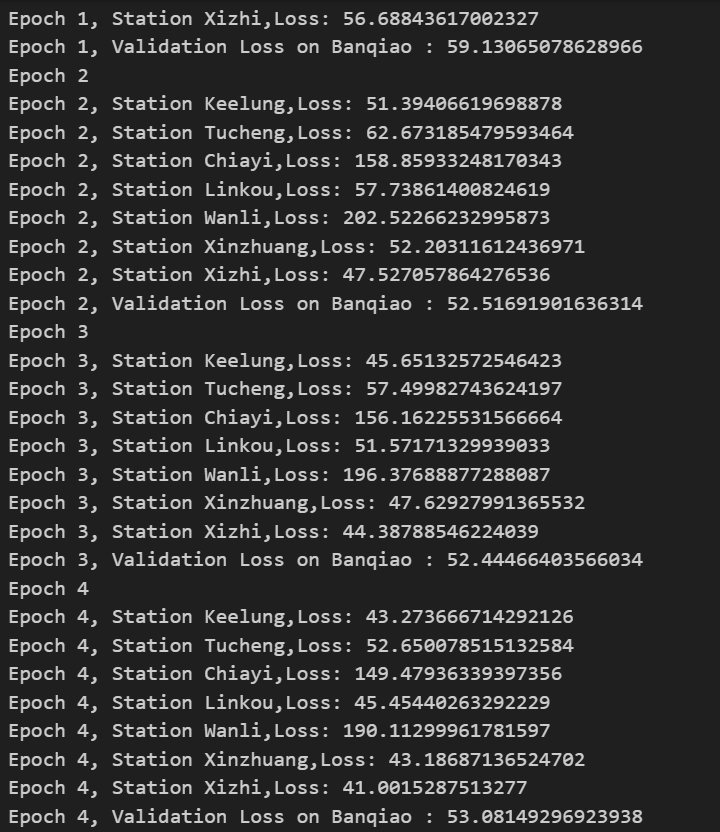 Epoch 1, Station Xizhi,Loss: 56.68843617002327
Epoch 1, Validation Loss on Banqiao : 59.13065078628966
Epoch 2
Epoch 2, Station Keelung,Loss: 51.39406619698878
Epoch 2, Station Tucheng,Loss: 62.673185479593464
Epoch 2, Station Chiayi,Loss: 158.85933248170343
Epoch 2, Station Linkou,Loss: 57.73861400824619
Epoch 2, Station Wanli,Loss: 202.52266232995873
Epoch 2, Station Xinzhuang,Loss: 52.20311612436971
Epoch 2, Station Xizhi,Loss: 47.527057864276536
Epoch 2, Validation Loss on Banqiao : 52.51691901636314
Epoch 3
Epoch 3, Station Keelung,Loss: 45.65132572546423
Epoch 3, Station Tucheng,Loss: 57.49982743624197
Epoch 3, Station Chiayi,Loss: 156.16225531566664
Epoch 3, Station Linkou,Loss: 51.57171329939033
Epoch 3, Station Wanli,Loss: 196.37688877288087
Epoch 3, Station Xinzhuang,Loss: 47.62927991365532
Epoch 3, Station Xizhi,Loss: 44.38788546224039
Epoch 3, Validation Loss on Banqiao : 52.44466403566034
Epoch 4
Epoch 4, Station Keelung,Loss: 43.273666714292126
Epoch 4, Station Tucheng,Loss: 52.650078515132584
Epoch 4, Station Chiayi,Loss: 149.47936339397356
Epoch 4, Station Linkou,Loss: 45.45440263292229
Epoch 4, Station Wanli,Loss: 190.11299961781597
Epoch 4, Station Xinzhuang,Loss: 43.18687136524702
Epoch 4, Station Xizhi,Loss: 41.0015287513277
Epoch 4, Validation Loss on Banqiao : 53.08149296923938